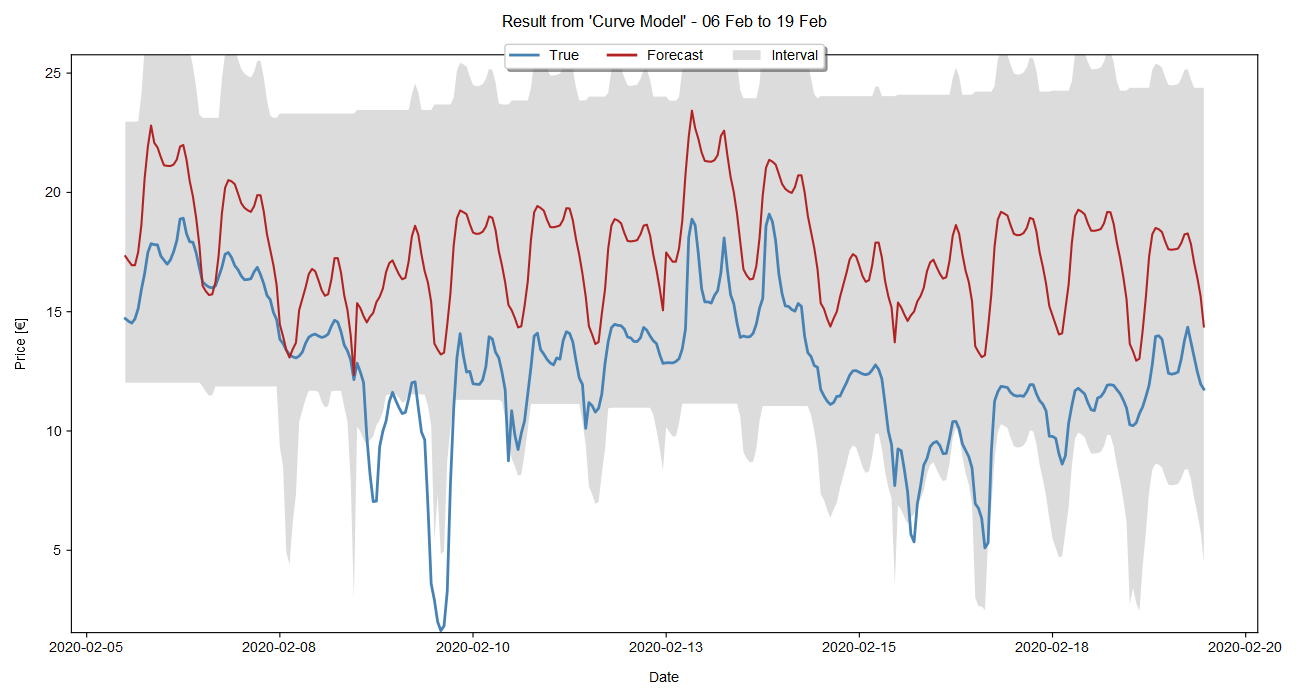 Result from 'Curve Model' - 06 Feb to 19 Feb
True Forecast Interval
25
20
15
10
5
Price [€]
2020-02-05 2020-02-08 2020-02-10 2020-02-13 2020-02-15 2020-02-18 2020-02-20
Date